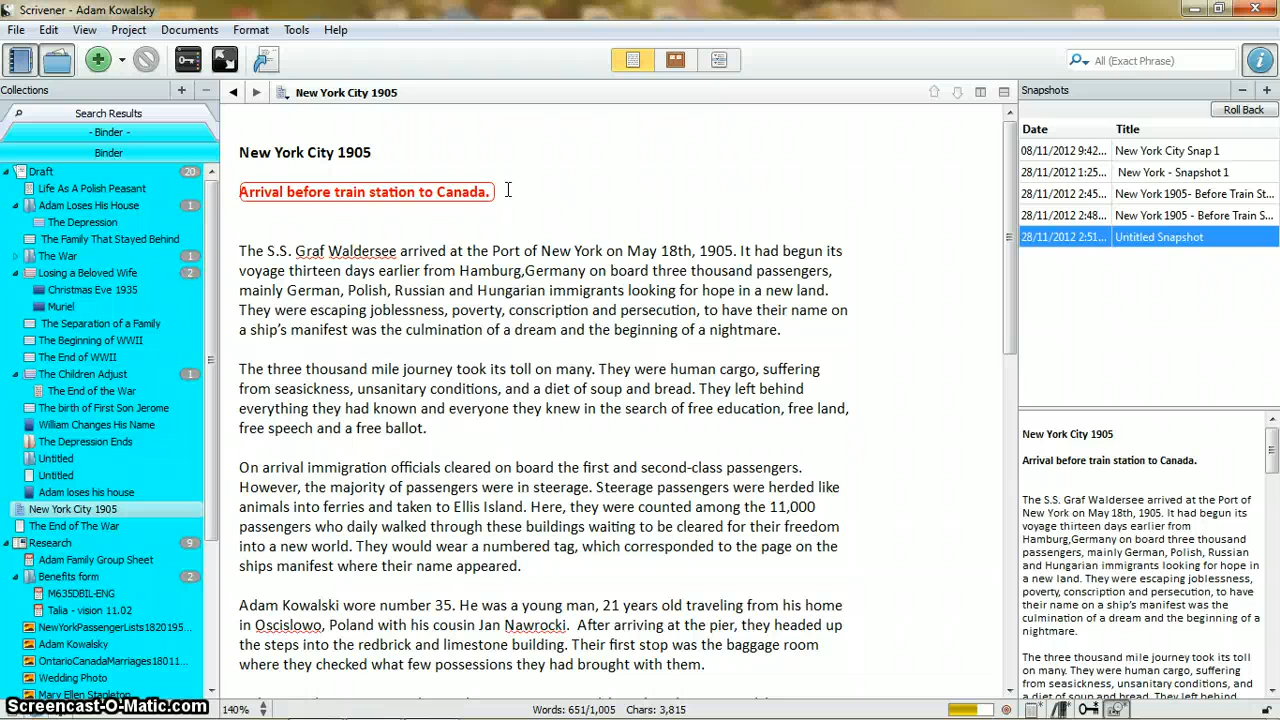 Scrivener - Adam Kowalsky
File Edit View Project Documents Format Tools Help
All (Exact Phrase)
Collections
Search Results
- Binder -
Binder
Draft 20
Life As A Polish Peasant
Adam Loses His House 1
The Depression
The Family That Stayed Behind
The War 1
Losing a Beloved Wife 2
Christmas Eve 1935
Muriel
The Separation of a Family
The Beginning of WWII
The End of WWII
The Children Adjust 1
The End of the War
The birth of First Son Jerome
William Changes His Name
The Depression Ends
Untitled
Untitled
Adam loses his house
New York City 1905
The End of The War
Research 9
Adam Family Group Sheet
Benefits form 2
M635DBIL-ENG
Talia - vision 11.02
NewYorkPassengerLists1820195...
Adam Kowalsky
OntarioCanadaMarriages18011...
Wedding Photo
Mary Ellen Stapleton
Screencast-O-Matic.com
New York City 1905
New York City 1905
Arrival before train station to Canada.
The S.S. Graf Waldersee arrived at the Port of New York on May 18th, 1905. It had begun its
voyage thirteen days earlier from Hamburg,Germany on board three thousand passengers,
mainly German, Polish, Russian and Hungarian immigrants looking for hope in a new land.
They were escaping joblessness, poverty, conscription and persecution, to have their name on
a ship's manifest was the culmination of a dream and the beginning of a nightmare.
The three thousand mile journey took its toll on many. They were human cargo, suffering
from seasickness, unsanitary conditions, and a diet of soup and bread. They left behind
everything they had known and everyone they knew in the search of free education, free land,
free speech and a free ballot.
On arrival immigration officials cleared on board the first and second-class passengers.
However, the majority of passengers were in steerage. Steerage passengers were herded like
animals into ferries and taken to Ellis Island. Here, they were counted among the 11,000
passengers who daily walked through these buildings waiting to be cleared for their freedom
into a new world. They would wear a numbered tag, which corresponded to the page on the
ships manifest where their name appeared.
Adam Kowalski wore number 35. He was a young man, 21 years old traveling from his home
in Oscislowo, Poland with his cousin Jan Nawrocki. After arriving at the pier, they headed up
the steps into the redbrick and limestone building. Their first stop was the baggage room
where they checked what few possessions they had brought with them.
140% Words: 651/1,005 Chars: 3,815
Snapshots
Roll Back
Date Title
08/11/2012 9:42... New York City Snap 1
28/11/2012 1:25... New York - Snapshot 1
28/11/2012 2:45... New York 1905- Before Train St...
28/11/2012 2:48... New York 1905 - Before Train S...
28/11/2012 2:51... Untitled Snapshot
New York City 1905
Arrival before train station to Canada.
The S.S. Graf Waldersee arrived at the Port of
New York on May 18th, 1905. It had begun its
voyage thirteen days earlier from
Hamburg,Germany on board three thousand
passengers, mainly German, Polish, Russian
and Hungarian immigrants looking for hope in
a new land. They were escaping joblessness,
poverty, conscription and persecution, to have
their name on a ship's manifest was the
culmination of a dream and the beginning of a
nightmare.
The three thousand mile journey took its toll
on many. They were human cargo, suffering
from seasickness, unsanitary conditions, and
a diet of soup and bread. They left behind